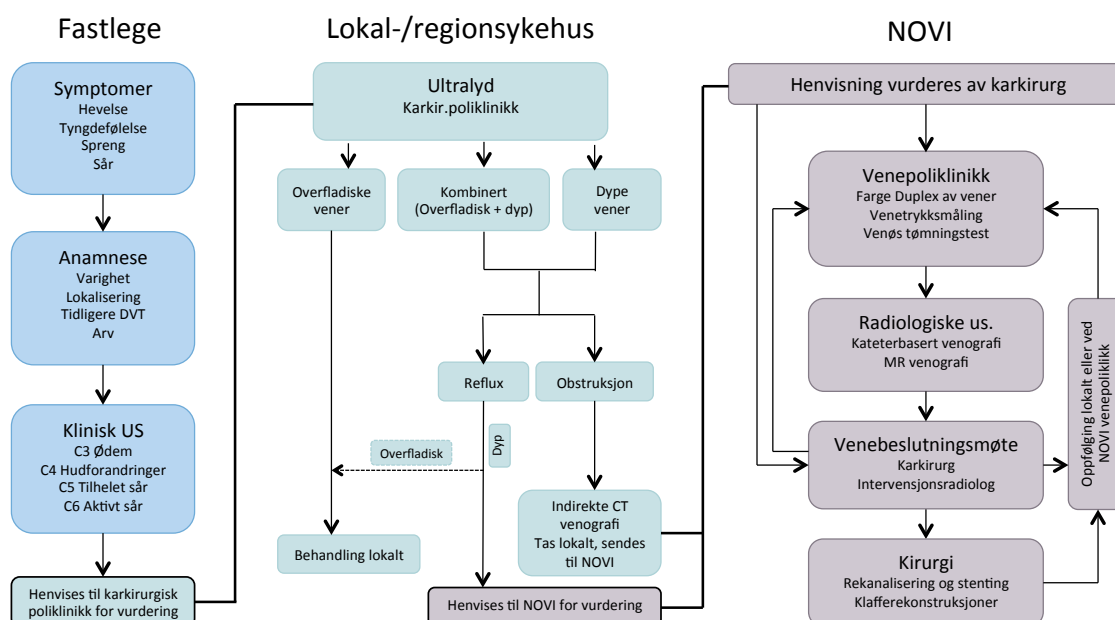 Fastlege
Symptomer
Hevelse
Tyngdefølelse
Spreng
Sår
Anamnese
Varighet
Lokalisering
Tidligere DVT
Arv
Klinisk US
C3 Ødem
C4 Hudforandringer
C5 Tilhelet sår
C6 Aktivt sår
Henvises til karkirurgisk
poliklinikk for vurdering
Lokal-/regionsykehus
Ultralyd
Karkir.poliklinikk
Overfladiske
vener
Kombinert
(Overfladisk + dyp)
Dype
vener
Reflux
Obstruksjon
Overfladisk
Dyp
Behandling lokalt
Indirekte CT
venografi
Tas lokalt, sendes
til NOVI
Henvises til NOVI for vurdering
NOVI
Henvisning vurderes av karkirurg
Venepoliklinikk
Farge Duplex av vener
Venetrykksmåling
Venøs tømningstest
Radiologiske us.
Kateterbasert venografi
MR venografi
Venebeslutningsmøte
Karkirurg
Intervensjonsradiolog
Kirurgi
Rekanalisering og stenting
Klafferekonstruksjoner
Oppfølging lokalt eller ved
NOVI venepoliklikk